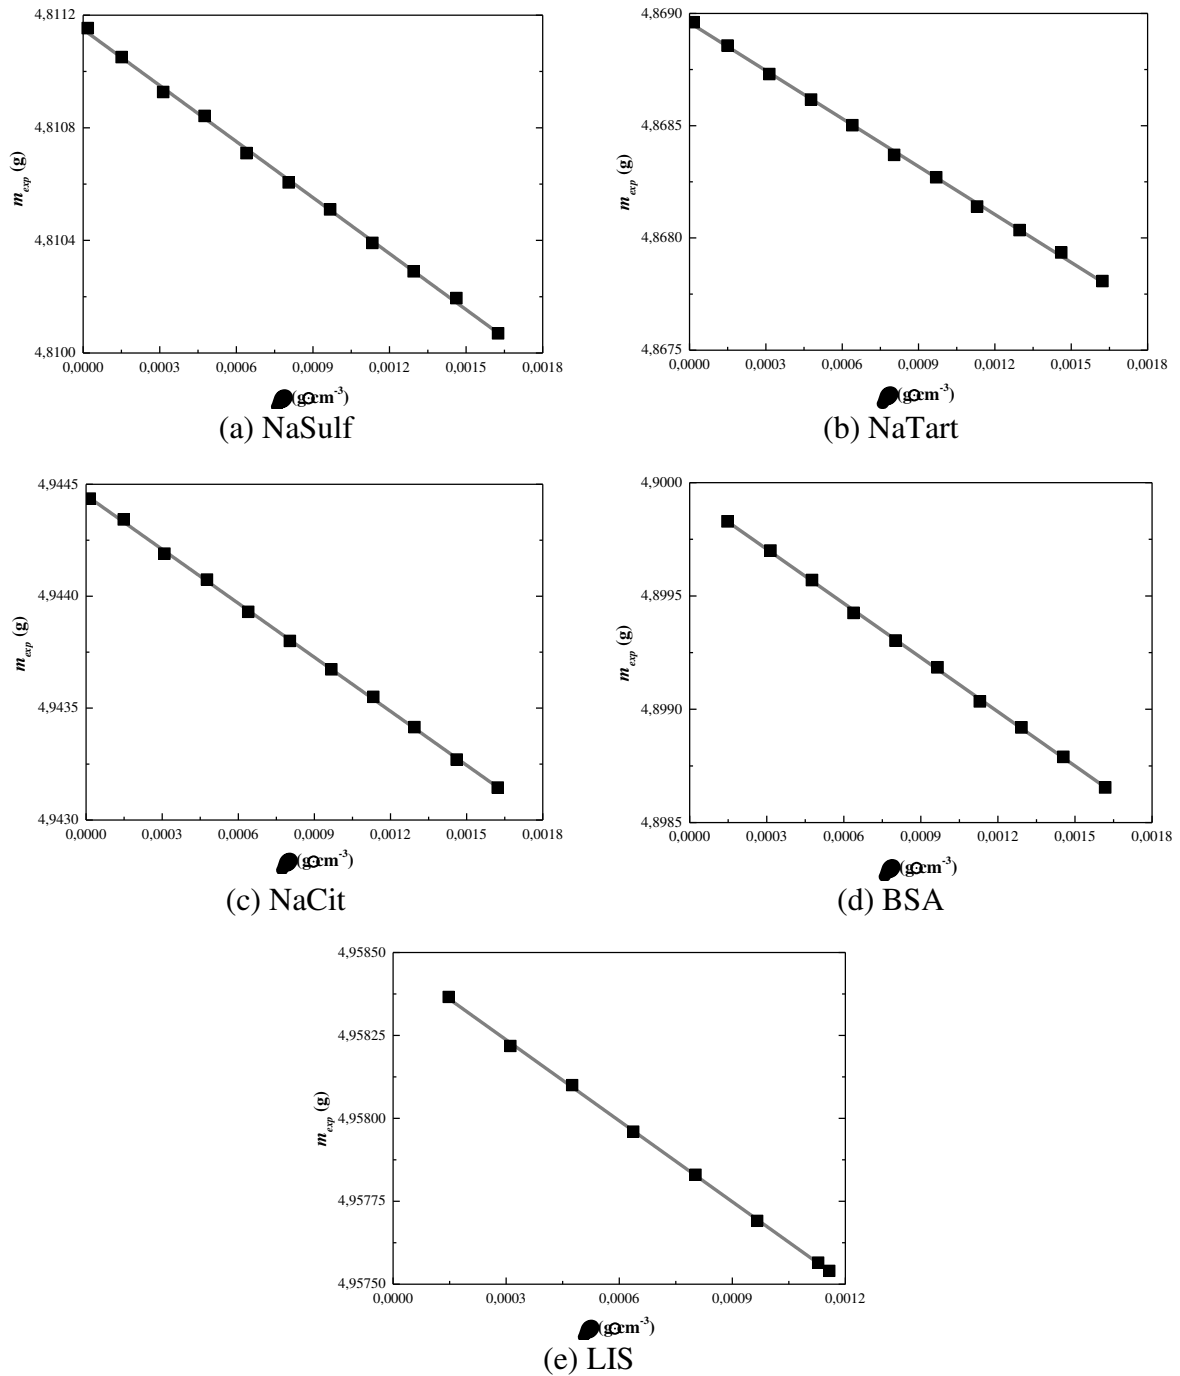 4,8112
4,8108
4,8104
4,8100
m_exp (g)
0,0000 0,0003 0,0006 0,0009 0,0012 0,0015 0,0018
(g·cm⁻³)
(a) NaSulf
4,8690
4,8685
4,8680
4,8675
m_exp (g)
0,0000 0,0003 0,0006 0,0009 0,0012 0,0015 0,0018
(g·cm⁻³)
(b) NaTart
4,9445
4,9440
4,9435
4,9430
m_exp (g)
0,0000 0,0003 0,0006 0,0009 0,0012 0,0015 0,0018
(g·cm⁻³)
(c) NaCit
4,9000
4,8995
4,8990
4,8985
m_exp (g)
0,0000 0,0003 0,0006 0,0009 0,0012 0,0015 0,0018
(g·cm⁻³)
(d) BSA
4,95850
4,95825
4,95800
4,95775
4,95750
m_exp (g)
0,0000 0,0003 0,0006 0,0009 0,0012
(g·cm⁻³)
(e) LIS